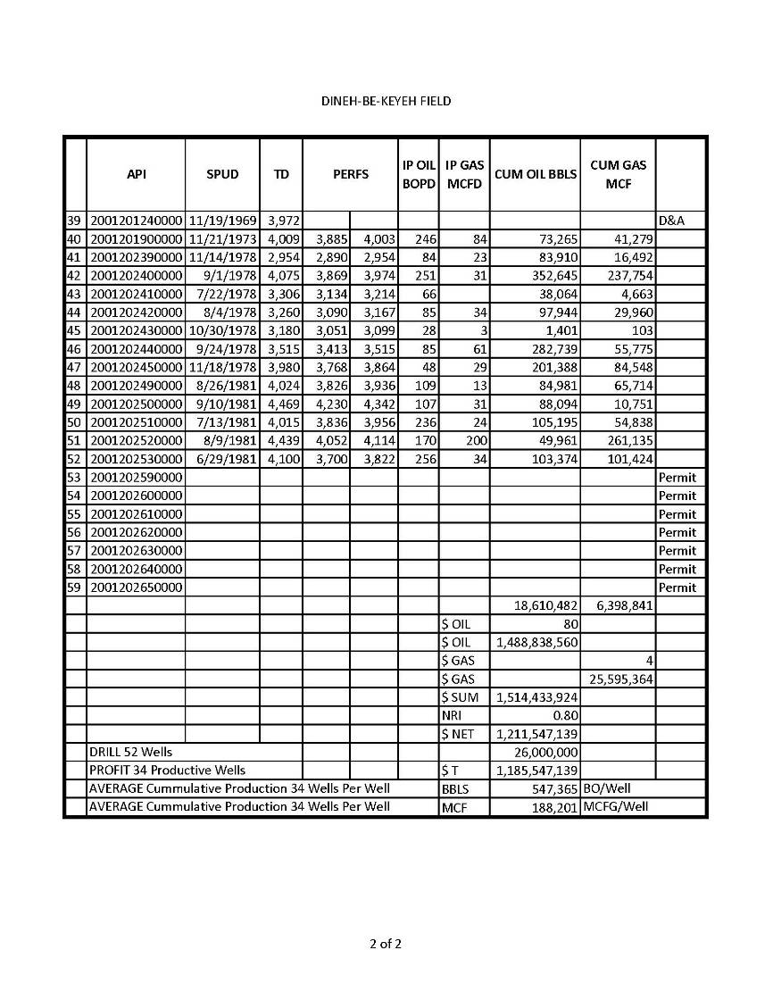 DINEH-BE-KEYEH FIELD
API SPUD TD PERFS IP OIL BOPD IP GAS MCFD CUM OIL BBLS CUM GAS MCF
39 2001201240000 11/19/1969 3,972 D&A
40 2001201900000 11/21/1973 4,009 3,885 4,003 246 84 73,265 41,279
41 2001202390000 11/14/1978 2,954 2,890 2,954 84 23 83,910 16,492
42 2001202400000 9/1/1978 4,075 3,869 3,974 251 31 352,645 237,754
43 2001202410000 7/22/1978 3,306 3,134 3,214 66 38,064 4,663
44 2001202420000 8/4/1978 3,260 3,090 3,167 85 34 97,944 29,960
45 2001202430000 10/30/1978 3,180 3,051 3,099 28 3 1,401 103
46 2001202440000 9/24/1978 3,515 3,413 3,515 85 61 282,739 55,775
47 2001202450000 11/18/1978 3,980 3,768 3,864 48 29 201,388 84,548
48 2001202490000 8/26/1981 4,024 3,826 3,936 109 13 84,981 65,714
49 2001202500000 9/10/1981 4,469 4,230 4,342 107 31 88,094 10,751
50 2001202510000 7/13/1981 4,015 3,836 3,956 236 24 105,195 54,838
51 2001202520000 8/9/1981 4,439 4,052 4,114 170 200 49,961 261,135
52 2001202530000 6/29/1981 4,100 3,700 3,822 256 34 103,374 101,424
53 2001202590000 Permit
54 2001202600000 Permit
55 2001202610000 Permit
56 2001202620000 Permit
57 2001202630000 Permit
58 2001202640000 Permit
59 2001202650000 Permit
18,610,482 6,398,841
$ OIL 80
$ OIL 1,488,838,560
$ GAS 4
$ GAS 25,595,364
$ SUM 1,514,433,924
NRI 0.80
$ NET 1,211,547,139
DRILL 52 Wells 26,000,000
PROFIT 34 Productive Wells $ T 1,185,547,139
AVERAGE Cummulative Production 34 Wells Per Well BBLS 547,365 BO/Well
AVERAGE Cummulative Production 34 Wells Per Well MCF 188,201 MCFG/Well
2 of 2